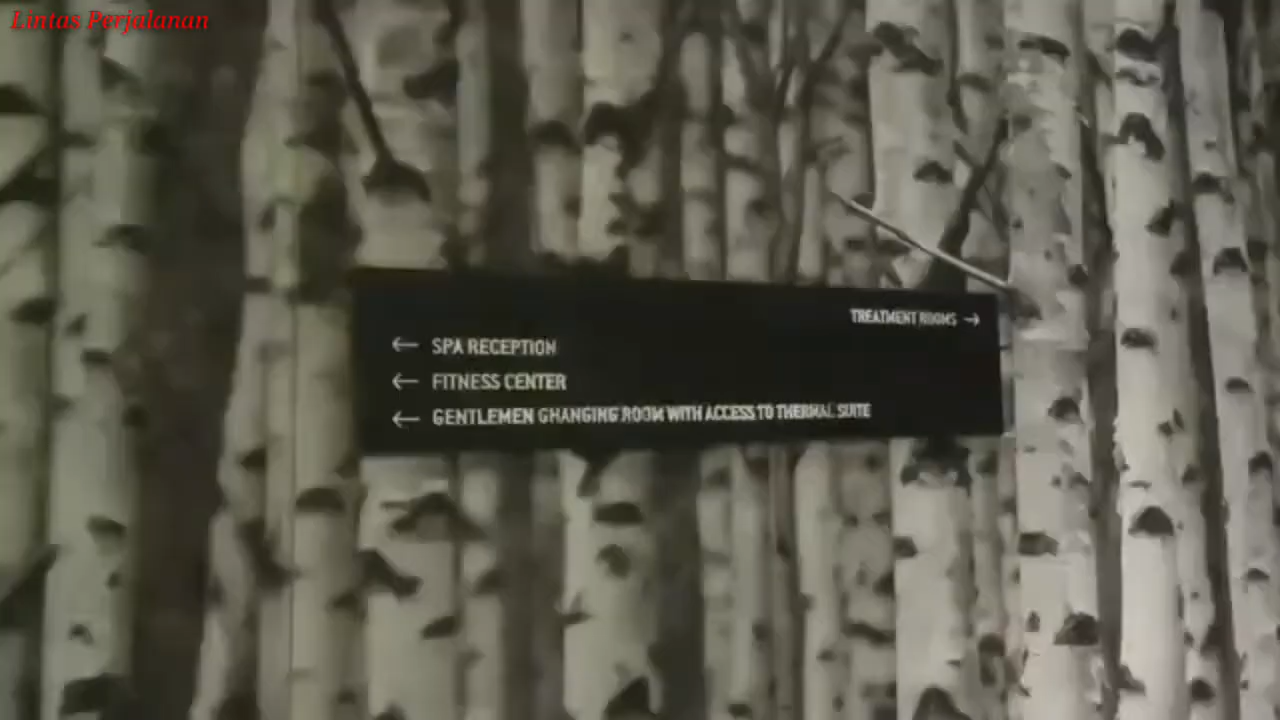 Lintas Perjalanan
TREATMENT ROOMS →
← SPA RECEPTION
← FITNESS CENTER
← GENTLEMEN CHANGING ROOM WITH ACCESS TO THERMAL SUITE